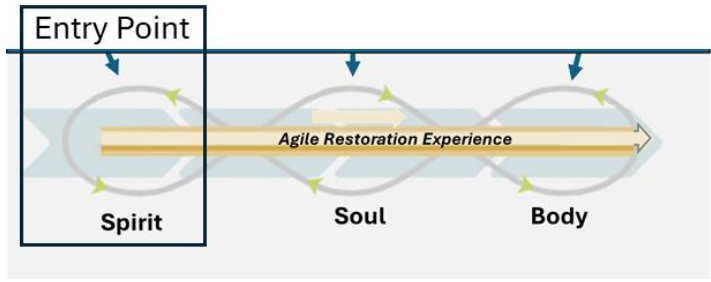 Entry Point
Agile Restoration Experience
Spirit
Soul
Body